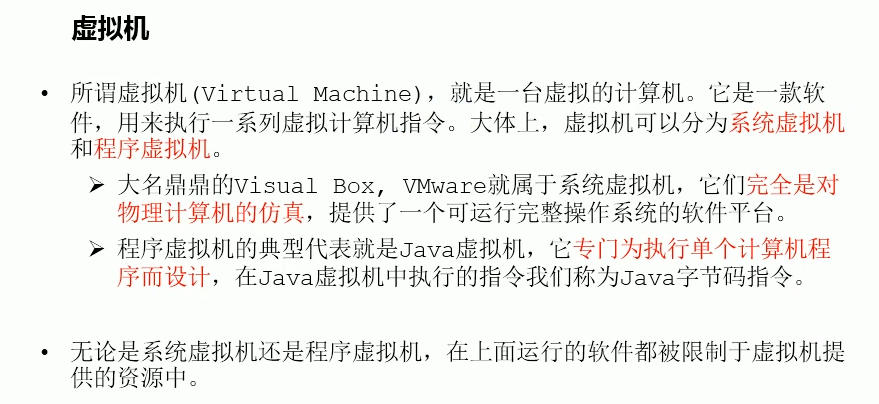 虚拟机
• 所谓虚拟机(Virtual Machine)，就是一台虚拟的计算机。它是一款软
件，用来执行一系列虚拟计算机指令。大体上，虚拟机可以分为系统虚拟机
和程序虚拟机。
➢ 大名鼎鼎的Visual Box, VMware就属于系统虚拟机，它们完全是对
物理计算机的仿真，提供了一个可运行完整操作系统的软件平台。
➢ 程序虚拟机的典型代表就是Java虚拟机，它专门为执行单个计算机程
序而设计，在Java虚拟机中执行的指令我们称为Java字节码指令。
• 无论是系统虚拟机还是程序虚拟机，在上面运行的软件都被限制于虚拟机提
供的资源中。